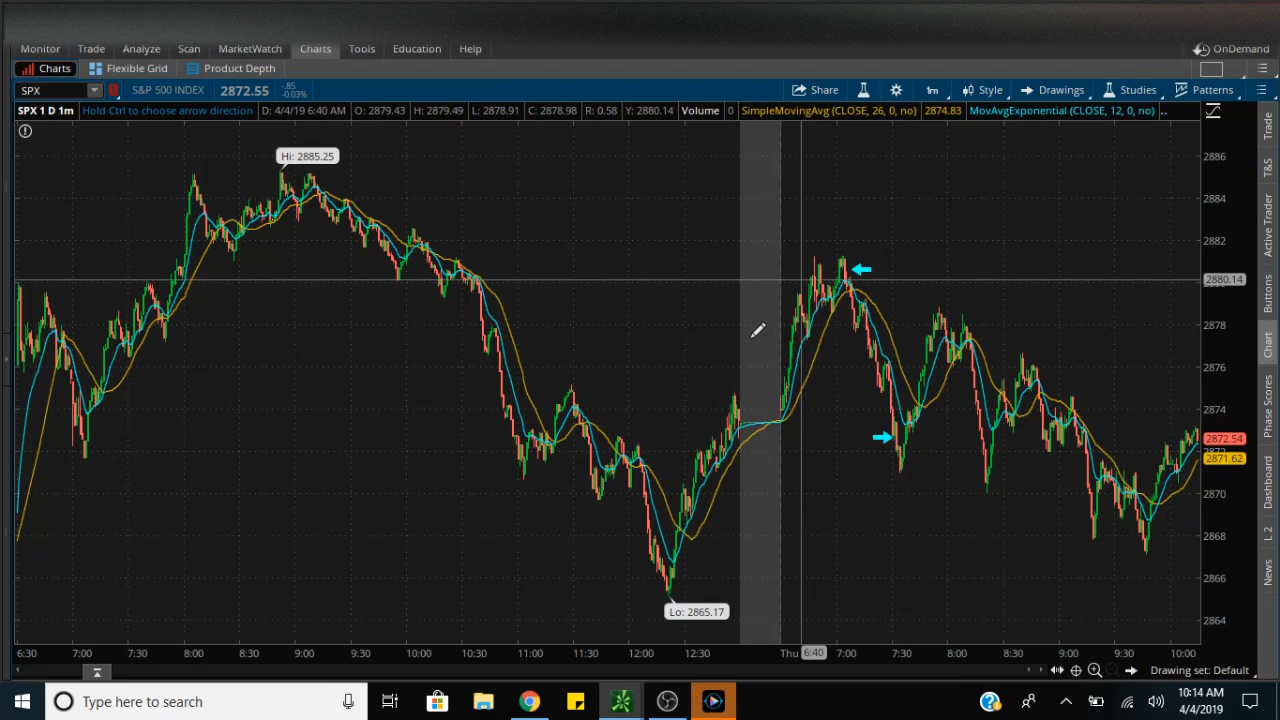 Monitor Trade Analyze Scan MarketWatch Charts Tools Education Help OnDemand
Charts Flexible Grid Product Depth
SPX S&P 500 INDEX 2872.55 -.85 -0.03% Share 1m Style Drawings Studies Patterns
SPX 1 D 1m Hold Ctrl to choose arrow direction D: 4/4/19 6:40 AM O: 2879.43 H: 2879.49 L: 2878.91 C: 2878.98 R: 0.58 Y: 2880.14 Volume 0 SimpleMovingAvg (CLOSE, 26, 0, no) 2874.83 MovAvgExponential (CLOSE, 12, 0, no) ..
Hi: 2885.25
Lo: 2865.17
2886
2884
2882
2880.14
2878
2876
2874
2872.54
2871.62
2870
2868
2866
2864
Trade
T&S
Active Trader
Buttons
Chart
Phase Scores
Dashboard
L 2
News
6:30 7:00 8:00 8:30 9:00 9:30 10:00 10:30 11:00 11:30 12:00 12:30 Thu 6:40 7:00 7:30 8:00 8:30 9:00 9:30 10:00
Drawing set: Default
Type here to search
10:14 AM
4/4/2019